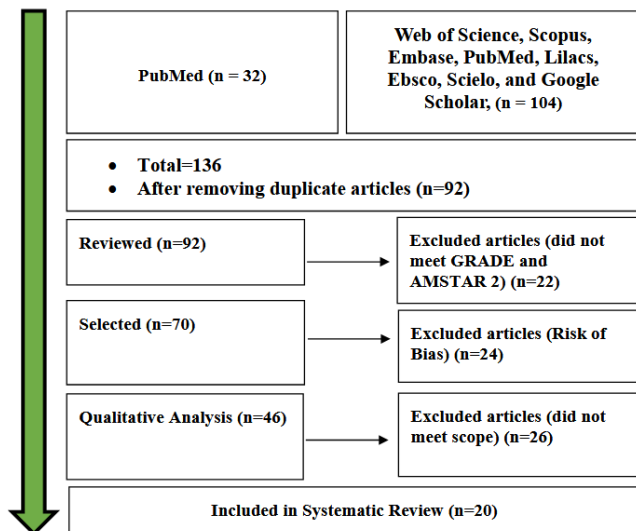 PubMed (n = 32)
Web of Science, Scopus,
Embase, PubMed, Lilacs,
Ebsco, Scielo, and Google
Scholar, (n = 104)
• Total=136
• After removing duplicate articles (n=92)
Reviewed (n=92)
Excluded articles (did not
meet GRADE and
AMSTAR 2) (n=22)
Selected (n=70)
Excluded articles (Risk of
Bias) (n=24)
Qualitative Analysis (n=46)
Excluded articles (did not
meet scope) (n=26)
Included in Systematic Review (n=20)